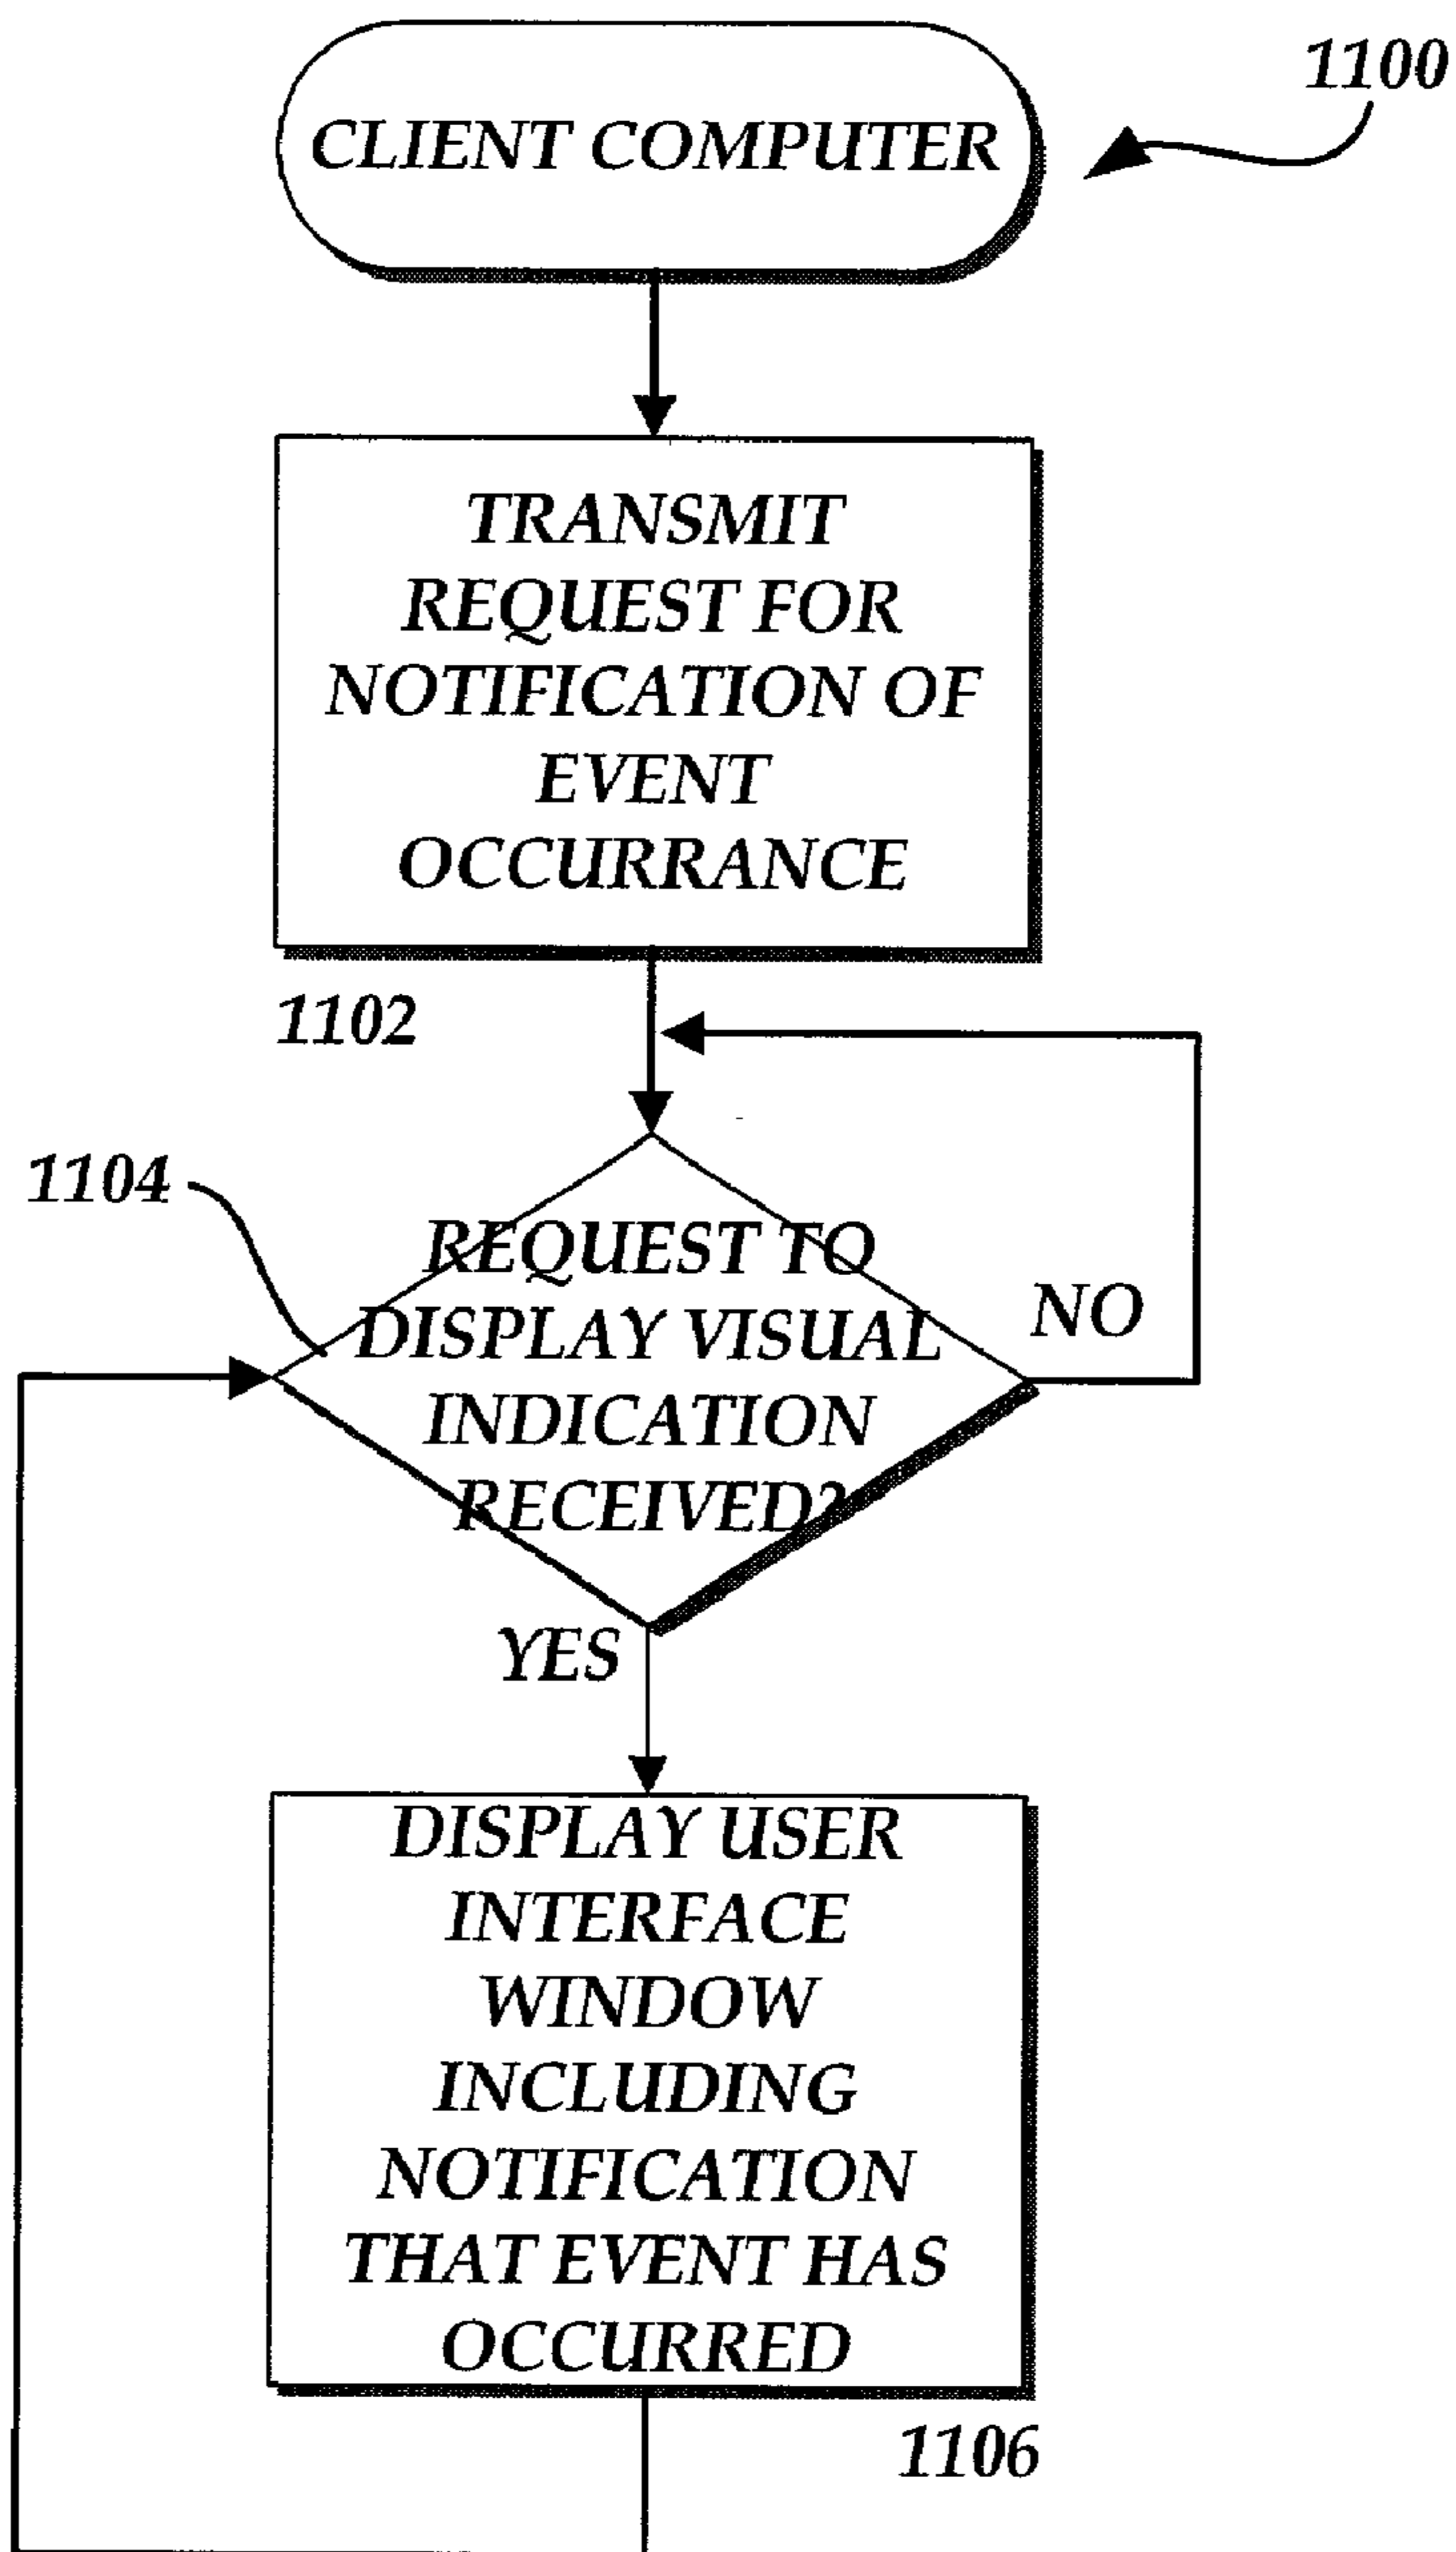 1100
CLIENT COMPUTER
TRANSMIT
REQUEST FOR
NOTIFICATION OF
EVENT
OCCURRANCE
1102
1104
REQUEST TO
DISPLAY VISUAL
INDICATION
RECEIVED?
NO
YES
DISPLAY USER
INTERFACE
WINDOW
INCLUDING
NOTIFICATION
THAT EVENT HAS
OCCURRED
1106